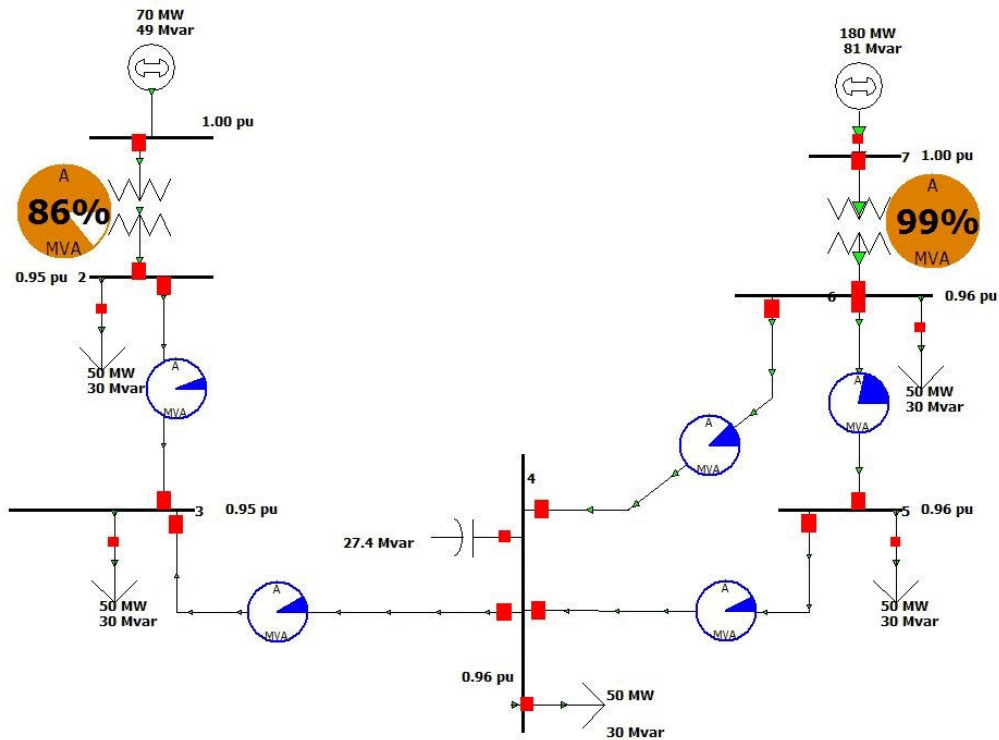 70 MW
49 Mvar
180 MW
81 Mvar
1.00 pu
7 1.00 pu
A
86%
MVA
A
99%
MVA
0.95 pu 2
6
0.96 pu
50 MW
30 Mvar
A
MVA
A
MVA
50 MW
30 Mvar
A
MVA
4
3 0.95 pu
5 0.96 pu
27.4 Mvar
50 MW
30 Mvar
A
MVA
A
MVA
50 MW
30 Mvar
0.96 pu
50 MW
30 Mvar